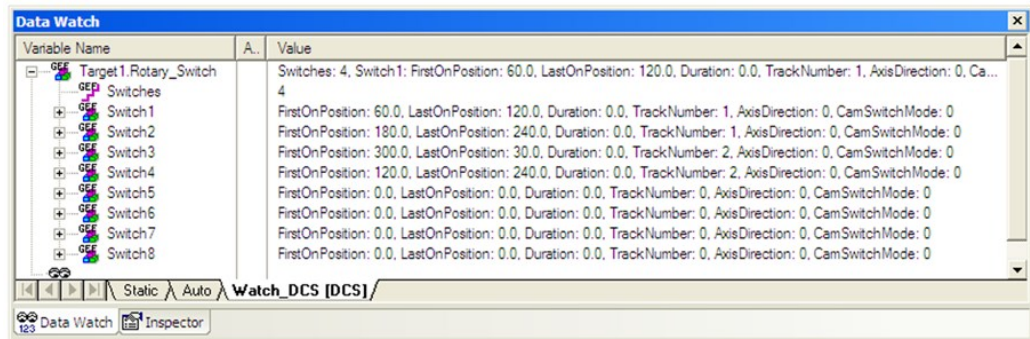 Data Watch
Variable Name A.. Value
Target1.Rotary_Switch Switches: 4, Switch1: FirstOnPosition: 60.0, LastOnPosition: 120.0, Duration: 0.0, TrackNumber: 1, AxisDirection: 0, Ca...
Switches 4
Switch1 FirstOnPosition: 60.0, LastOnPosition: 120.0, Duration: 0.0, TrackNumber: 1, AxisDirection: 0, CamSwitchMode: 0
Switch2 FirstOnPosition: 180.0, LastOnPosition: 240.0, Duration: 0.0, TrackNumber: 1, AxisDirection: 0, CamSwitchMode: 0
Switch3 FirstOnPosition: 300.0, LastOnPosition: 30.0, Duration: 0.0, TrackNumber: 2, AxisDirection: 0, CamSwitchMode: 0
Switch4 FirstOnPosition: 120.0, LastOnPosition: 240.0, Duration: 0.0, TrackNumber: 2, AxisDirection: 0, CamSwitchMode: 0
Switch5 FirstOnPosition: 0.0, LastOnPosition: 0.0, Duration: 0.0, TrackNumber: 0, AxisDirection: 0, CamSwitchMode: 0
Switch6 FirstOnPosition: 0.0, LastOnPosition: 0.0, Duration: 0.0, TrackNumber: 0, AxisDirection: 0, CamSwitchMode: 0
Switch7 FirstOnPosition: 0.0, LastOnPosition: 0.0, Duration: 0.0, TrackNumber: 0, AxisDirection: 0, CamSwitchMode: 0
Switch8 FirstOnPosition: 0.0, LastOnPosition: 0.0, Duration: 0.0, TrackNumber: 0, AxisDirection: 0, CamSwitchMode: 0
Static Auto Watch_DCS [DCS]
123 Data Watch Inspector